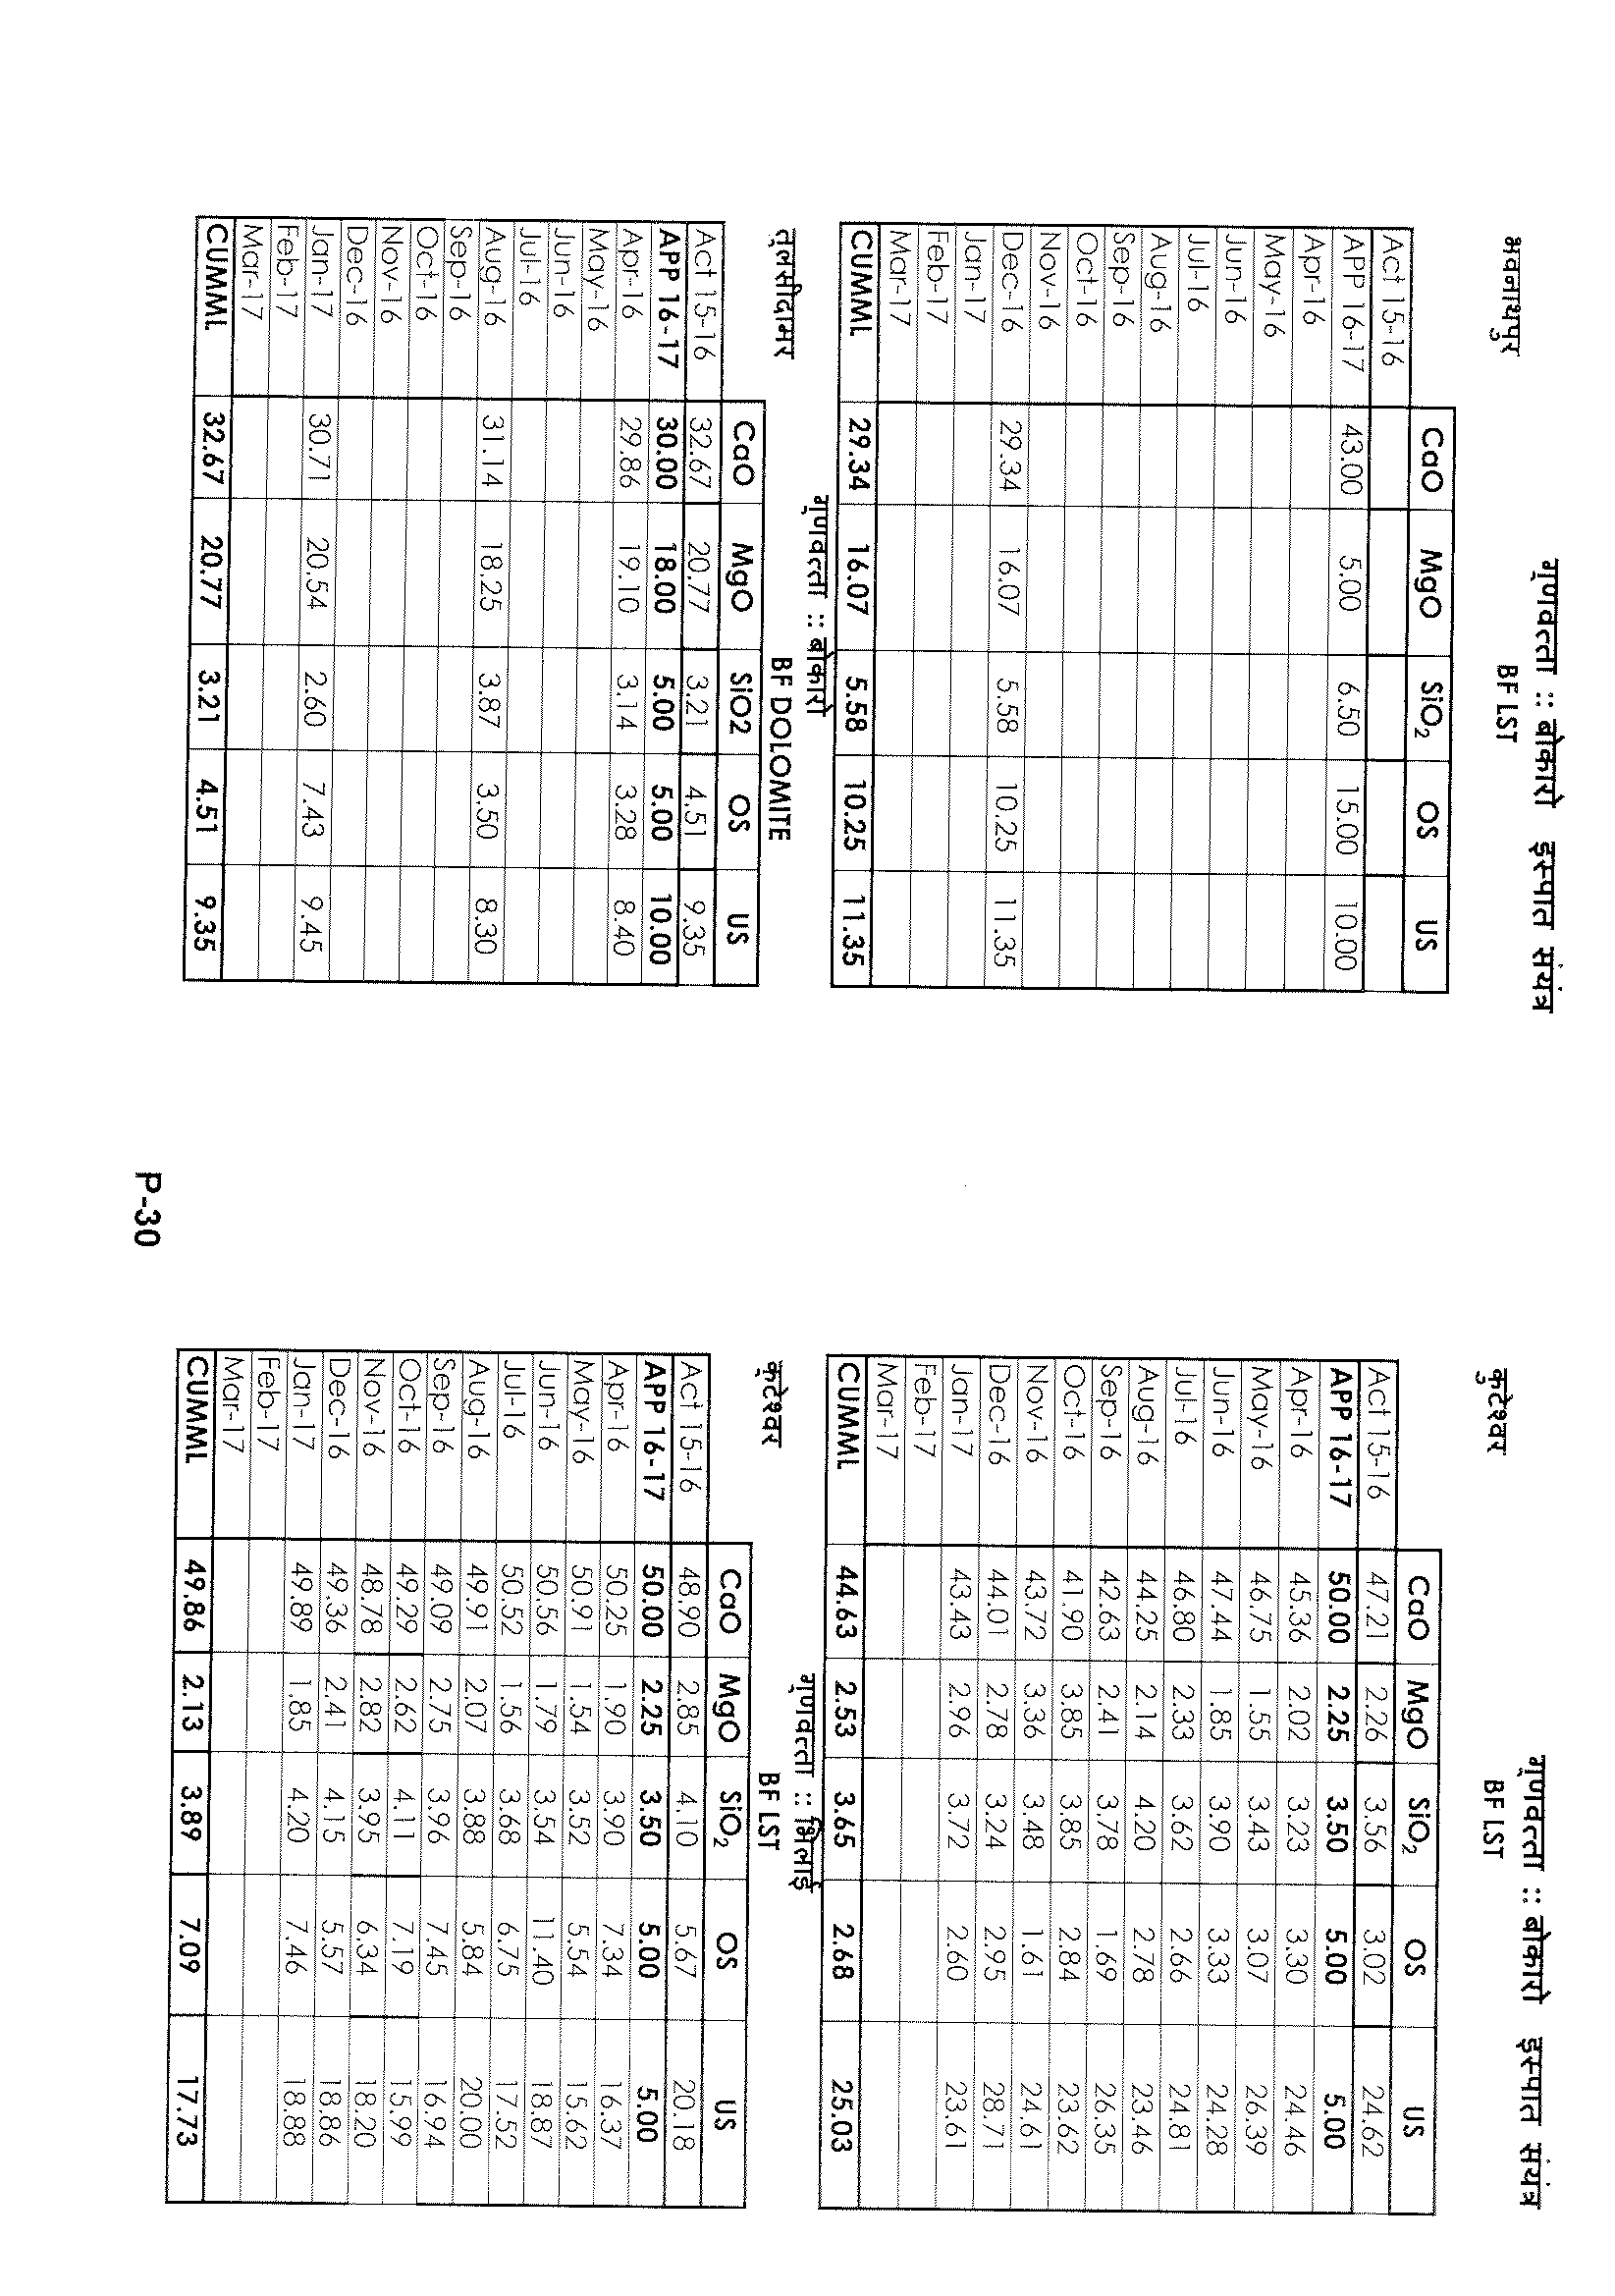 गुणवत्ता :: बोकारो इस्पात संयंत्र
भवनाथपुर BF LST
CaO MgO SiO₂ OS US
Act 15-16
APP 16-17 43.00 5.00 6.50 15.00 10.00
Apr-16
May-16
Jun-16
Jul-16
Aug-16
Sep-16
Oct-16
Nov-16
Dec-16 29.34 16.07 5.58 10.25 11.35
Jan-17
Feb-17
Mar-17
CUMML 29.34 16.07 5.58 10.25 11.35
गुणवत्ता :: बोकारो
तुलसीदामर BF DOLOMITE
CaO MgO SiO2 OS US
Act 15-16 32.67 20.77 3.21 4.51 9.35
APP 16-17 30.00 18.00 5.00 5.00 10.00
Apr-16 29.86 19.10 3.14 3.28 8.40
May-16
Jun-16
Jul-16
Aug-16 31.14 18.25 3.87 3.50 8.30
Sep-16
Oct-16
Nov-16
Dec-16
Jan-17 30.71 20.54 2.60 7.43 9.45
Feb-17
Mar-17
CUMML 32.67 20.77 3.21 4.51 9.35
गुणवत्ता :: बोकारो इस्पात संयंत्र
कुटेश्वर BF LST
CaO MgO SiO₂ OS US
Act 15-16 47.21 2.26 3.56 3.02 24.62
APP 16-17 50.00 2.25 3.50 5.00 5.00
Apr-16 45.36 2.02 3.23 3.30 24.46
May-16 46.75 1.55 3.43 3.07 26.39
Jun-16 47.44 1.85 3.90 3.33 24.28
Jul-16 46.80 2.33 3.62 2.66 24.81
Aug-16 44.25 2.14 4.20 2.78 23.46
Sep-16 42.63 2.41 3.78 1.69 26.35
Oct-16 41.90 3.85 3.85 2.84 23.62
Nov-16 43.72 3.36 3.48 1.61 24.61
Dec-16 44.01 2.78 3.24 2.95 28.71
Jan-17 43.43 2.96 3.72 2.60 23.61
Feb-17
Mar-17
CUMML 44.63 2.53 3.65 2.68 25.03
गुणवत्ता :: भिलाई
कुटेश्वर BF LST
CaO MgO SiO₂ OS US
Act 15-16 48.90 2.85 4.10 5.67 20.18
APP 16-17 50.00 2.25 3.50 5.00 5.00
Apr-16 50.25 1.90 3.90 7.34 16.37
May-16 50.91 1.54 3.52 5.54 15.62
Jun-16 50.56 1.79 3.54 11.40 18.87
Jul-16 50.52 1.56 3.68 6.75 17.52
Aug-16 49.91 2.07 3.88 5.84 20.00
Sep-16 49.09 2.75 3.96 7.45 16.94
Oct-16 49.29 2.62 4.11 7.19 15.99
Nov-16 48.78 2.82 3.95 6.34 18.20
Dec-16 49.36 2.41 4.15 5.57 18.86
Jan-17 49.89 1.85 4.20 7.46 18.88
Feb-17
Mar-17
CUMML 49.86 2.13 3.89 7.09 17.73
P-30